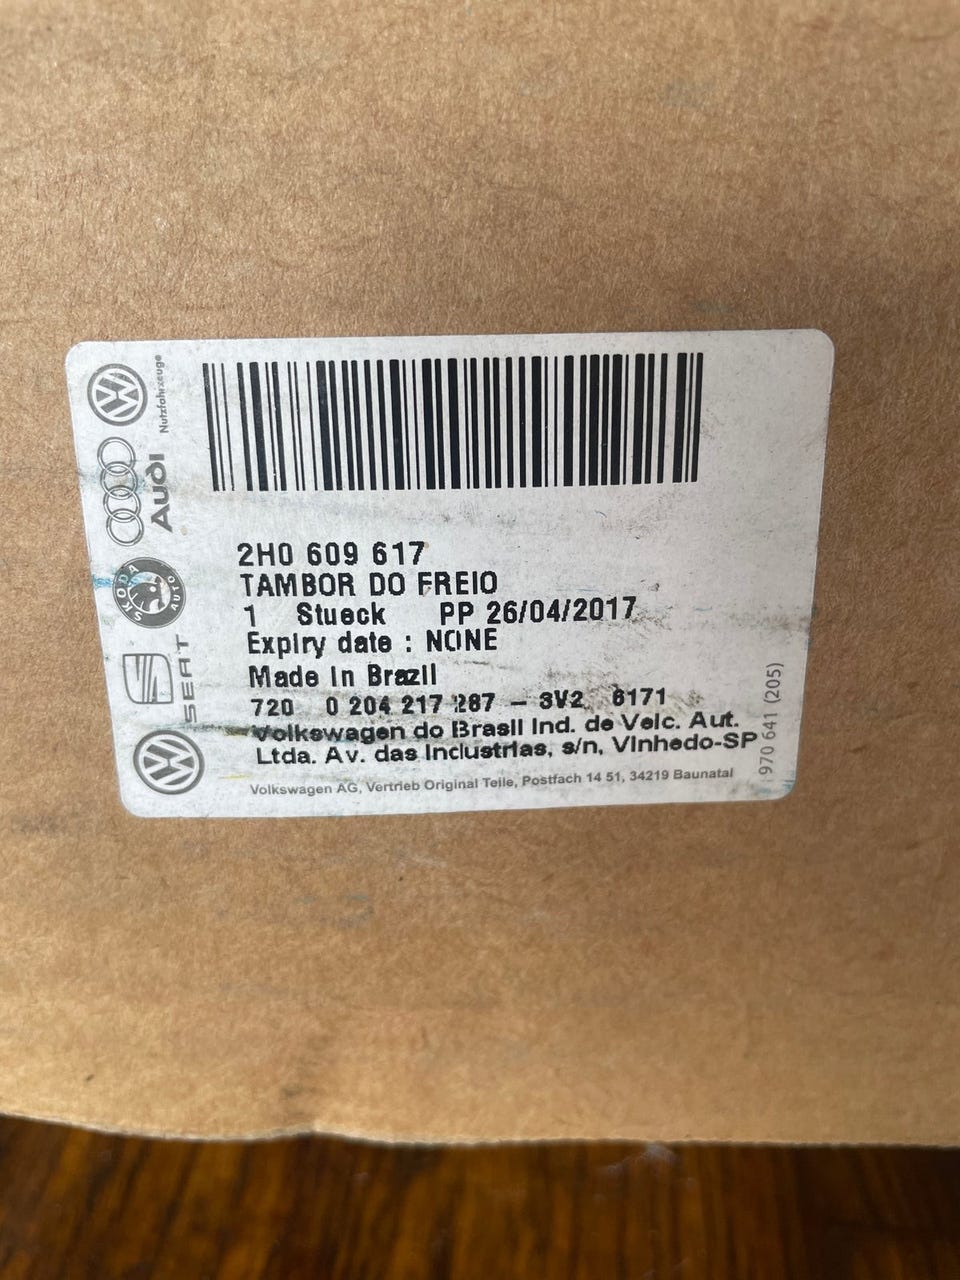 Nutzfahrzeuge
Audi
SKODA
AUTO
SEAT
2H0 609 617
TAMBOR DO FREIO
1 Stueck PP 26/04/2017
Expiry date : NONE
Made in Brazil
720 0 204 217 287 - 3V2 6171
Volkswagen do Brasil Ind. de Veic. Aut.
Ltda. Av. das Industrias, s/n, Vinhedo-SP
Volkswagen AG, Vertrieb Original Teile, Postfach 14 51, 34219 Baunatal
970 641 (205)